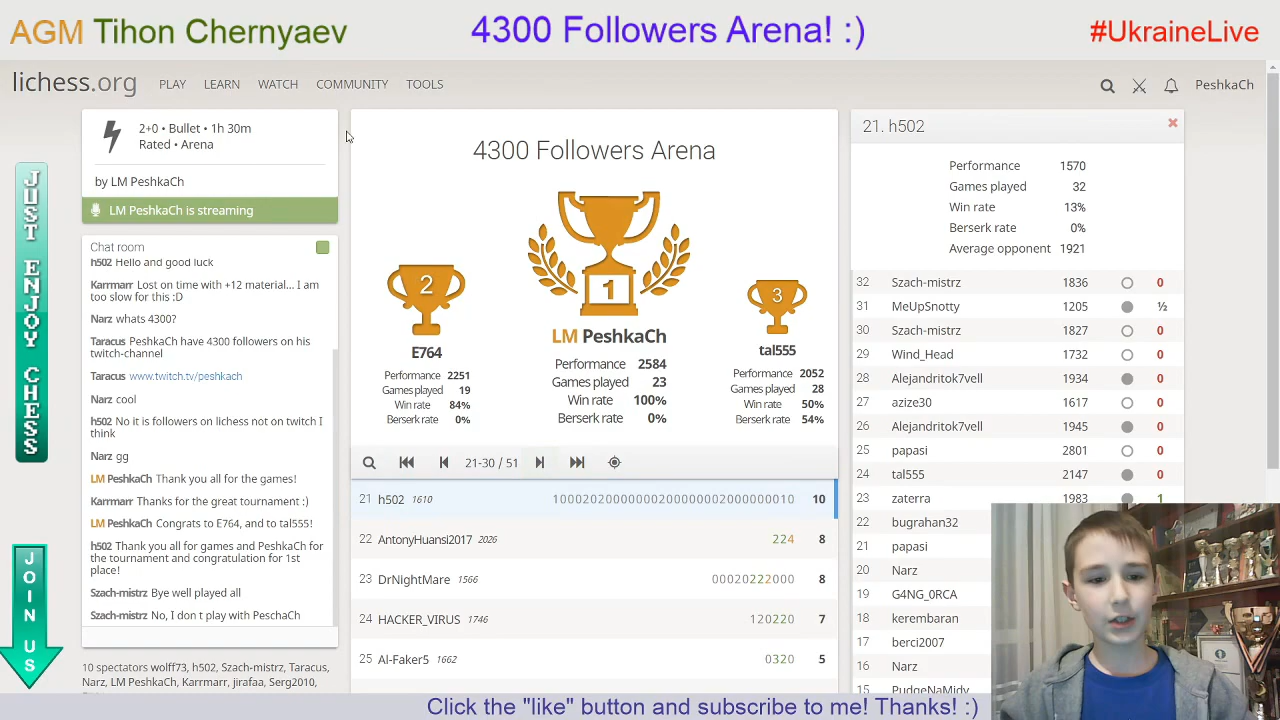 AGM Tihon Chernyaev
4300 Followers Arena! :)
#UkraineLive
lichess.org PLAY LEARN WATCH COMMUNITY TOOLS PeshkaCh
2+0 • Bullet • 1h 30m
Rated • Arena
by LM PeshkaCh
LM PeshkaCh is streaming
JUST ENJOY CHESS
JOIN US
Chat room
h502 Hello and good luck
Karrmarr Lost on time with +12 material... I am
too slow for this :D
Narz whats 4300?
Taracus PeshkaCh have 4300 followers on his
twitch-channel
Taracus www.twitch.tv/peshkach
Narz cool
h502 No it is followers on lichess not on twitch I
think
Narz gg
LM PeshkaCh Thank you all for the games!
Karrmarr Thanks for the great tournament :)
LM PeshkaCh Congrats to E764, and to tal555!
h502 Thank you all for games and PeshkaCh for
the tournament and congratulation for 1st
place!
Szach-mistrz Bye well played all
Szach-mistrz No, I don t play with PeschaCh
10 spectators wolff73, h502, Szach-mistrz, Taracus,
Narz, LM PeshkaCh, Karrmarr, jirafaa, Serg2010,
4300 Followers Arena
2
E764
Performance 2251
Games played 19
Win rate 84%
Berserk rate 0%
1
LM PeshkaCh
Performance 2584
Games played 23
Win rate 100%
Berserk rate 0%
3
tal555
Performance 2052
Games played 28
Win rate 50%
Berserk rate 54%
21-30 / 51
21 h502 1610 10002020000000200000002000000010 10
22 AntonyHuansi2017 2026 224 8
23 DrNightMare 1566 00020222000 8
24 HACKER_VIRUS 1746 120220 7
25 Al-Faker5 1662 0320 5
21. h502
Performance 1570
Games played 32
Win rate 13%
Berserk rate 0%
Average opponent 1921
32 Szach-mistrz 1836 0
31 MeUpSnotty 1205 ½
30 Szach-mistrz 1827 0
29 Wind_Head 1732 0
28 Alejandritok7vell 1934 0
27 azize30 1617 0
26 Alejandritok7vell 1945 0
25 papasi 2801 0
24 tal555 2147 0
23 zaterra 1983 1
22 bugrahan32
21 papasi
20 Narz
19 G4NG_0RCA
18 kerembaran
17 berci2007
16 Narz
15 PudgeNaMidy
Click the "like" button and subscribe to me! Thanks! :)